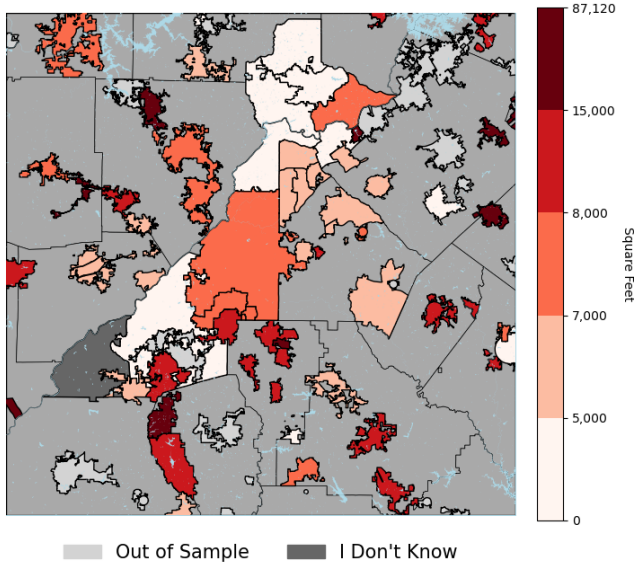 87,120
15,000
8,000
7,000
5,000
0
Square Feet
Out of Sample
I Don't Know